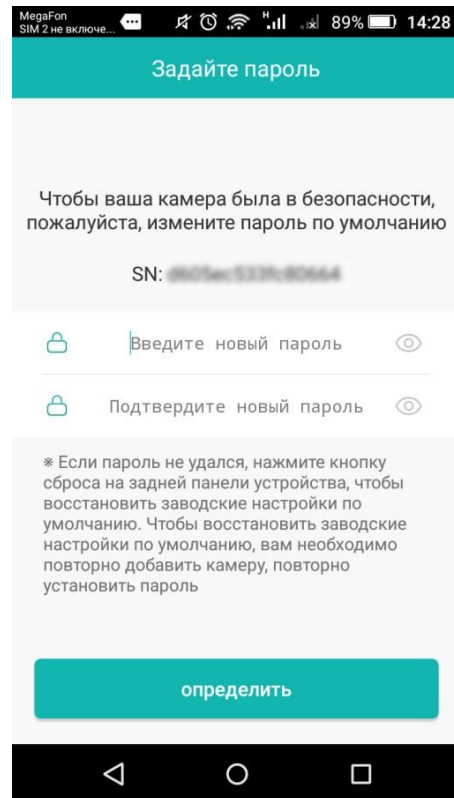 MegaFon
SIM 2 не включе... 89% 14:28
Задайте пароль
Чтобы ваша камера была в безопасности,
пожалуйста, измените пароль по умолчанию
SN:
Введите новый пароль
Подтвердите новый пароль
※ Если пароль не удался, нажмите кнопку
сброса на задней панели устройства, чтобы
восстановить заводские настройки по
умолчанию. Чтобы восстановить заводские
настройки по умолчанию, вам необходимо
повторно добавить камеру, повторно
установить пароль
определить